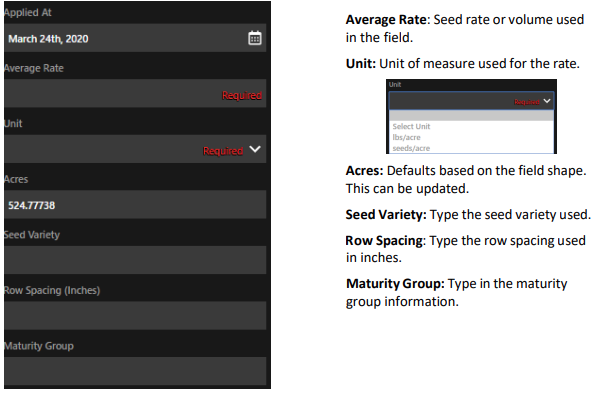 Applied At
March 24th, 2020
Average Rate
Required
Unit
Required
Acres
524.77738
Seed Variety
Row Spacing (Inches)
Maturity Group
Average Rate: Seed rate or volume used
in the field.
Unit: Unit of measure used for the rate.
Unit
Required
Select Unit
lbs/acre
seeds/acre
Acres: Defaults based on the field shape.
This can be updated.
Seed Variety: Type the seed variety used.
Row Spacing: Type the row spacing used
in inches.
Maturity Group: Type in the maturity
group information.